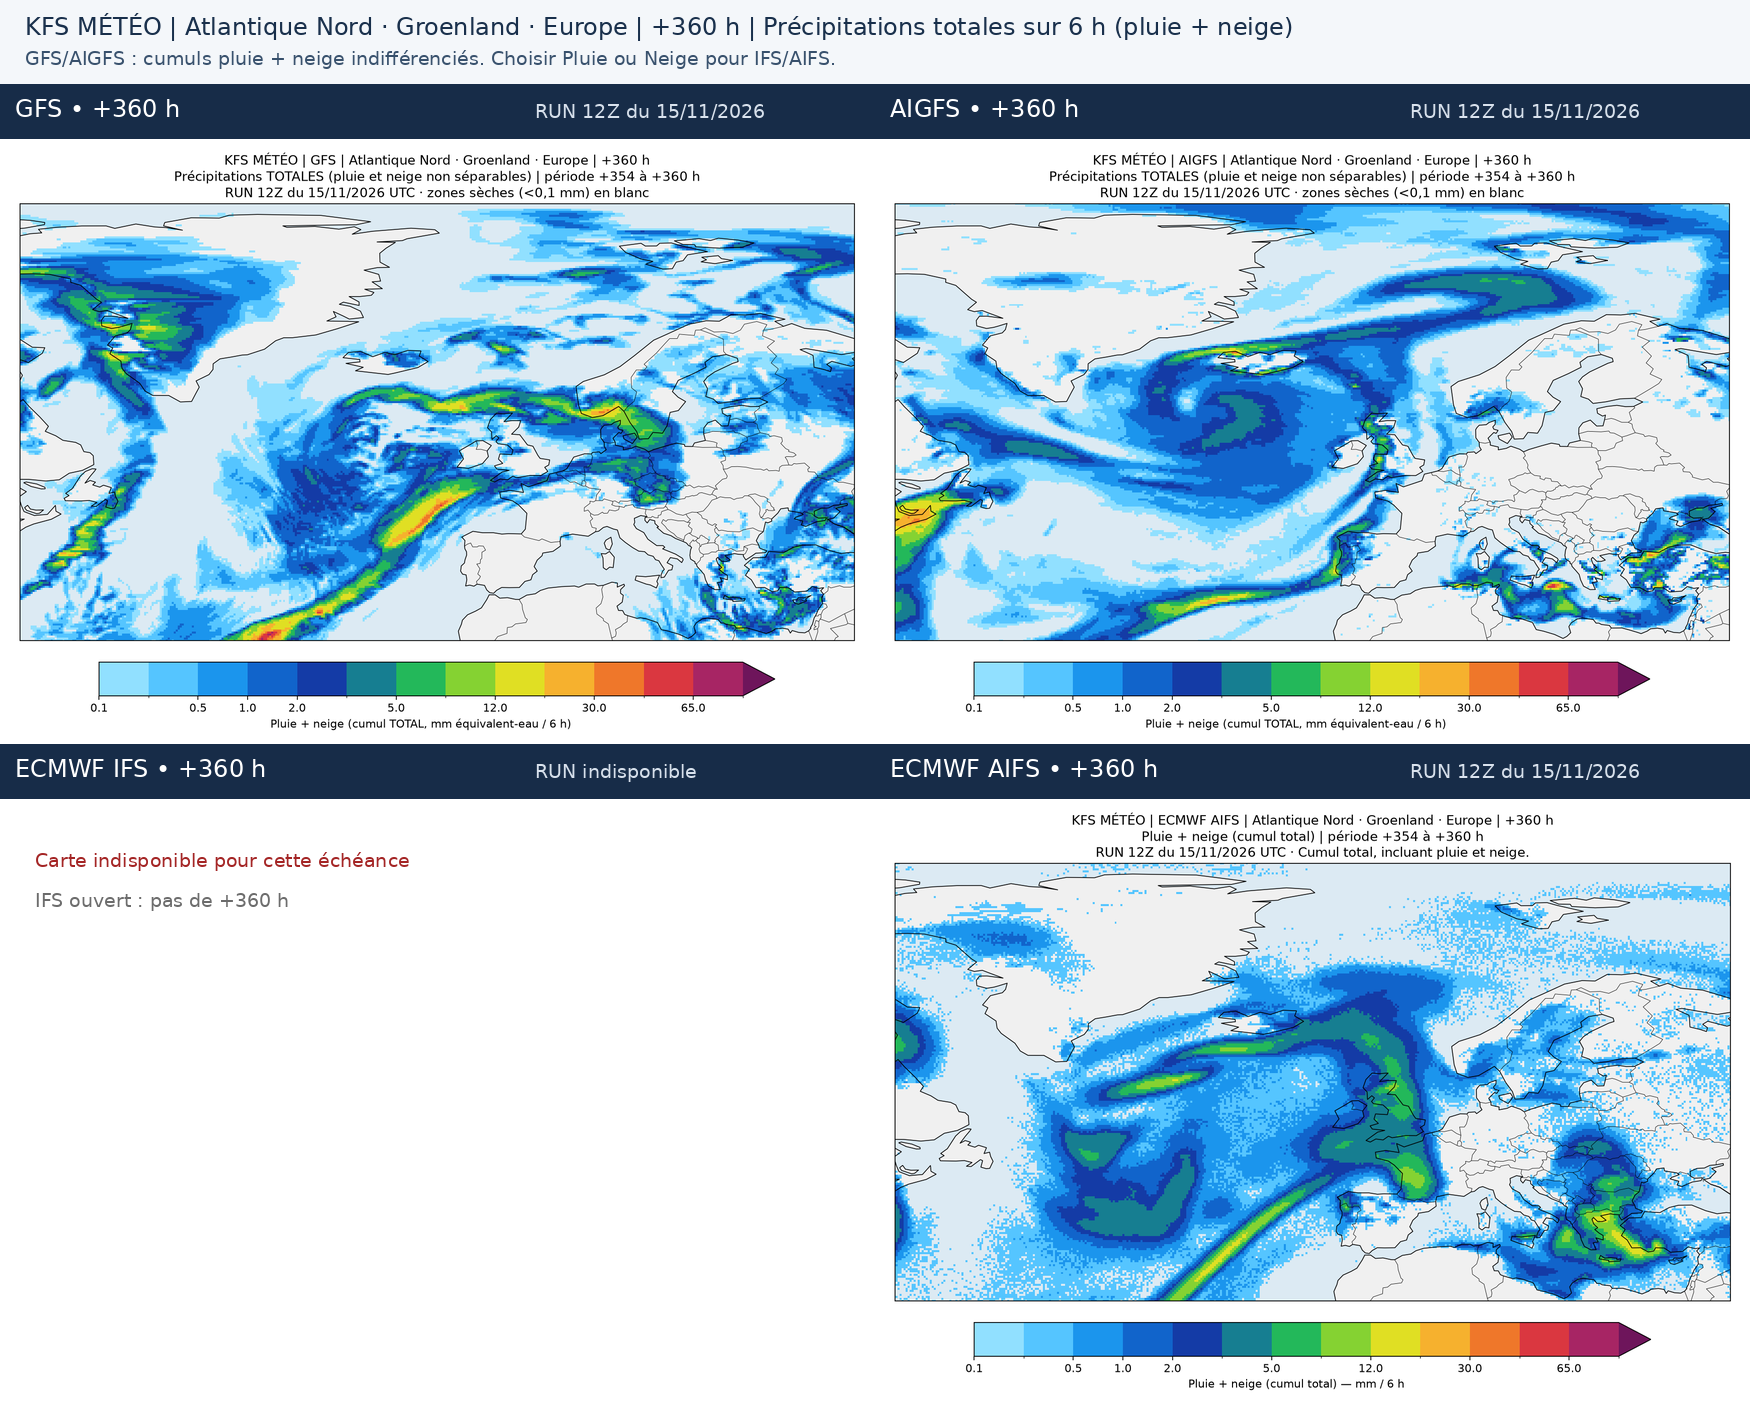 KFS MÉTÉO | Atlantique Nord · Groenland · Europe | +360 h | Précipitations totales sur 6 h (pluie + neige)
GFS/AIGFS : cumuls pluie + neige indifférenciés. Choisir Pluie ou Neige pour IFS/AIFS.
GFS • +360 h
RUN 12Z du 15/11/2026
KFS MÉTÉO | GFS | Atlantique Nord · Groenland · Europe | +360 h
Précipitations TOTALES (pluie et neige non séparables) | période +354 à +360 h
RUN 12Z du 15/11/2026 UTC · zones sèches (<0,1 mm) en blanc
0.1 0.5 1.0 2.0 5.0 12.0 30.0 65.0
Pluie + neige (cumul TOTAL, mm équivalent-eau / 6 h)
AIGFS • +360 h
RUN 12Z du 15/11/2026
KFS MÉTÉO | AIGFS | Atlantique Nord · Groenland · Europe | +360 h
Précipitations TOTALES (pluie et neige non séparables) | période +354 à +360 h
RUN 12Z du 15/11/2026 UTC · zones sèches (<0,1 mm) en blanc
0.1 0.5 1.0 2.0 5.0 12.0 30.0 65.0
Pluie + neige (cumul TOTAL, mm équivalent-eau / 6 h)
ECMWF IFS • +360 h
RUN indisponible
Carte indisponible pour cette échéance
IFS ouvert : pas de +360 h
ECMWF AIFS • +360 h
RUN 12Z du 15/11/2026
KFS MÉTÉO | ECMWF AIFS | Atlantique Nord · Groenland · Europe | +360 h
Pluie + neige (cumul total) | période +354 à +360 h
RUN 12Z du 15/11/2026 UTC · Cumul total, incluant pluie et neige.
0.1 0.5 1.0 2.0 5.0 12.0 30.0 65.0
Pluie + neige (cumul total) — mm / 6 h